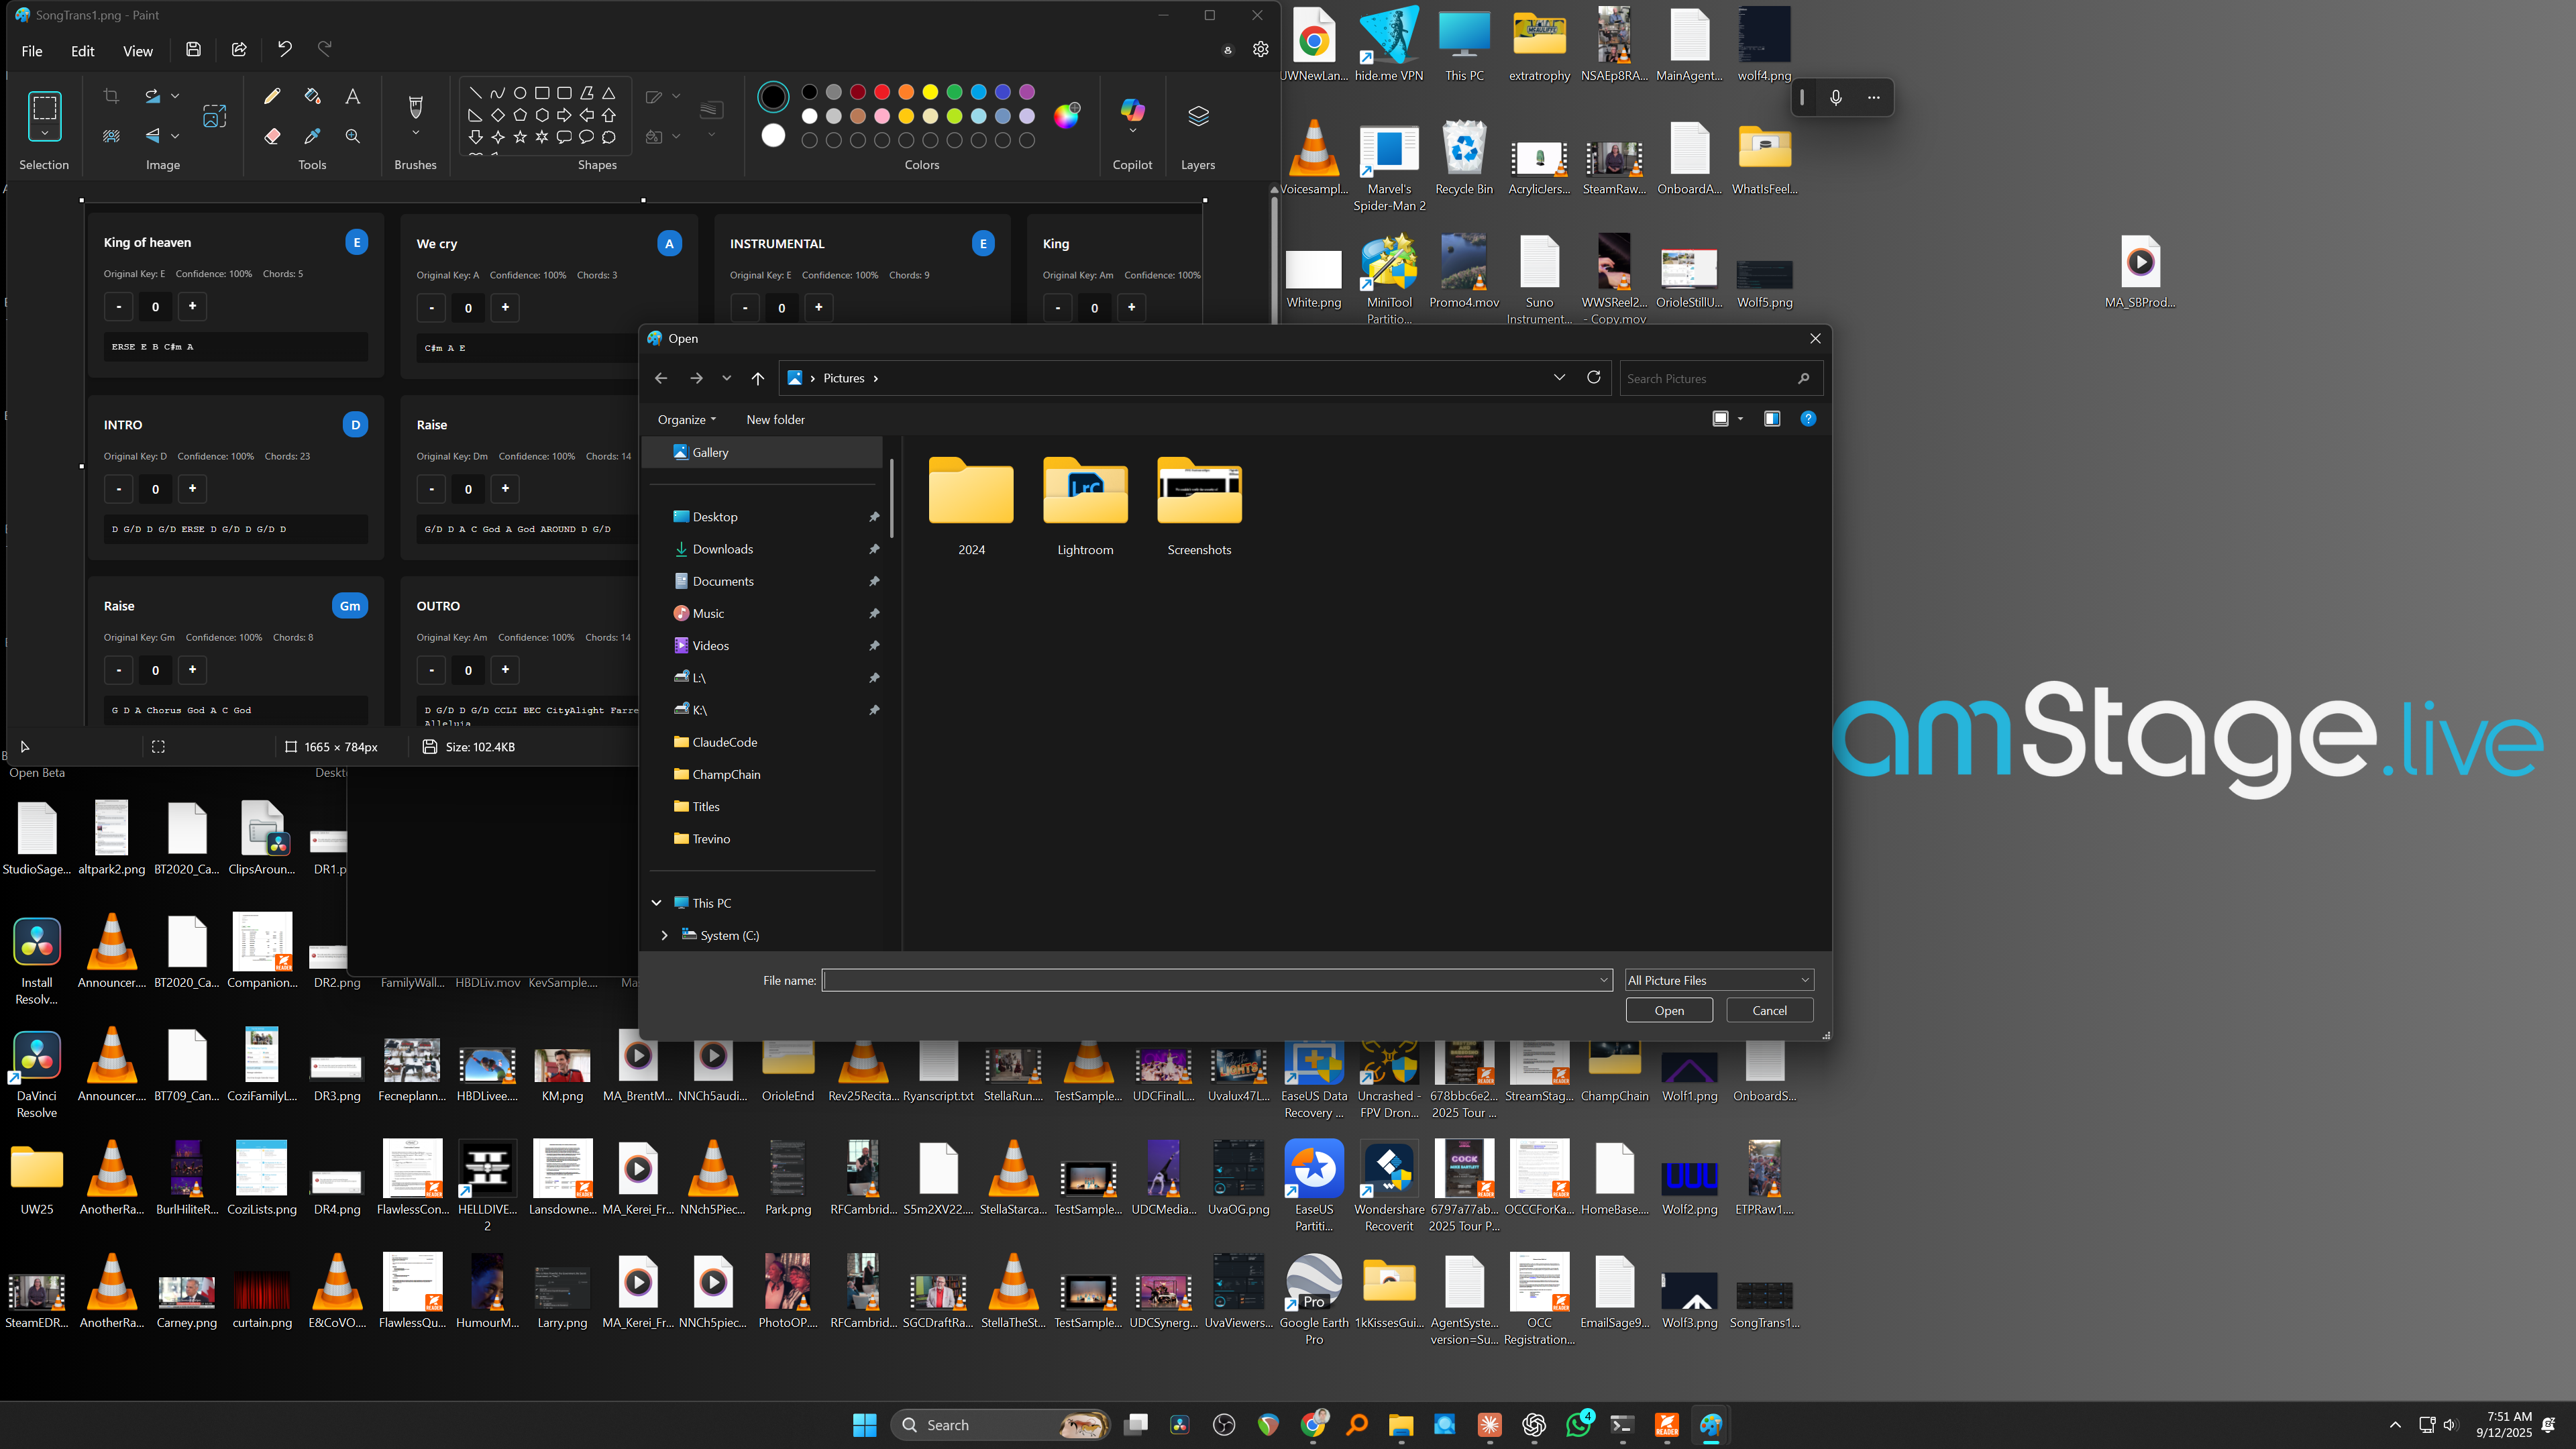 SongTrans1.png - Paint
File Edit View
Selection Image Tools Brushes Shapes Colors Copilot Layers
King of heaven E
Original Key: E Confidence: 100% Chords: 5
- 0 +
ERSE E B C#m A
We cry A
Original Key: A Confidence: 100% Chords: 3
- 0 +
C#m A E
INSTRUMENTAL E
Original Key: E Confidence: 100% Chords: 9
- 0 +
King
Original Key: Am Confidence: 100%
- 0 +
INTRO D
Original Key: D Confidence: 100% Chords: 23
- 0 +
D G/D D G/D ERSE D G/D D G/D D
Raise
Original Key: Dm Confidence: 100% Chords: 14
- 0 +
G/D D A C God A God AROUND D G/D
Raise Gm
Original Key: Gm Confidence: 100% Chords: 8
- 0 +
G D A Chorus God A C God
OUTRO
Original Key: Am Confidence: 100% Chords: 14
- 0 +
D G/D D G/D CCLI BEC CityAlight Farre
Alleluia
1665 × 784px
Size: 102.4KB
Open
Pictures
Search Pictures
Organize New folder
Gallery
Desktop
Downloads
Documents
Music
Videos
L:\
K:\
ClaudeCode
ChampChain
Titles
Trevino
This PC
System (C:)
2024 Lightroom Screenshots
File name:
All Picture Files
Open Cancel
UWNewLan... hide.me VPN This PC extratrophy NSAEp8RA... MainAgent... wolf4.png
Voicesampl... Marvel's Spider-Man 2 Recycle Bin AcrylicJers... SteamRaw... OnboardA... WhatIsFeel...
White.png MiniTool Partitio... Promo4.mov Suno Instrument... WWSReel2... - Copy.mov OrioleStillU... Wolf5.png
MA_SBProd...
amStage.live
Open Beta Deskt
StudioSage... altpark2.png BT2020_Ca... ClipsAroun... DR1.p
Install Resolv... Announcer.... BT2020_Ca... Companion... DR2.png FamilyWall... HBDLiv.mov KevSample.... Ma
DaVinci Resolve Announcer.... BT709_Can... CoziFamilyL... DR3.png Fecneplann... HBDLivee.... KM.png MA_BrentM... NNCh5audi... OrioleEnd Rev25Recita... Ryanscript.txt StellaRun.... TestSample... UDCFinalL... Uvalux47L... EaseUS Data Recovery ... Uncrashed - FPV Dron... 678bbc6e2... 2025 Tour ... StreamStag... ChampChain Wolf1.png OnboardS...
UW25 AnotherRa... BurlHiliteR... CoziLists.png DR4.png FlawlessCon... HELLDIVE... 2 Lansdowne... MA_Kerei_Fr... NNch5Piec... Park.png RFCambrid... S5m2XV22.... StellaStarca... TestSample... UDCMedia... UvaOG.png EaseUS Partiti... Wondershare Recoverit 6797a77ab... 2025 Tour P... OCCCForKa... HomeBase.... Wolf2.png ETPRaw1....
SteamEDR... AnotherRa... Carney.png curtain.png E&CoVO.... FlawlessQu... HumourM... Larry.png MA_Kerei_Fr... NNCh5piec... PhotoOP.... RFCambrid... SGCDraftRa... StellaTheSt... TestSample... UDCSynerg... UvaViewers... Google Earth Pro 1kKissesGui... AgentSyste... version=Su... OCC Registration... EmailSage9... Wolf3.png SongTrans1...
Search
4
7:51 AM
9/12/2025